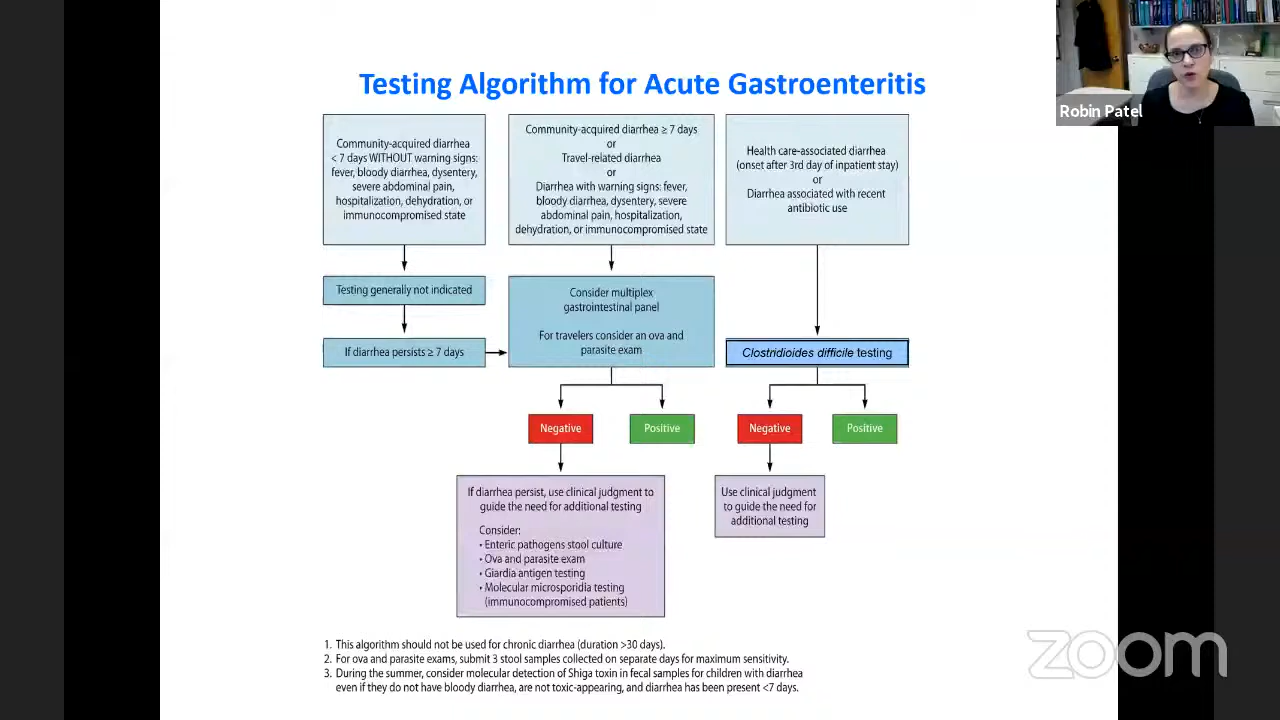 Testing Algorithm for Acute Gastroenteritis
Robin Patel
Community-acquired diarrhea
< 7 days WITHOUT warning signs:
fever, bloody diarrhea, dysentery,
severe abdominal pain,
hospitalization, dehydration, or
immunocompromised state
Community-acquired diarrhea ≥ 7 days
or
Travel-related diarrhea
or
Diarrhea with warning signs: fever,
bloody diarrhea, dysentery, severe
abdominal pain, hospitalization,
dehydration, or immunocompromised state
Health care-associated diarrhea
(onset after 3rd day of inpatient stay)
or
Diarrhea associated with recent
antibiotic use
Testing generally not indicated
If diarrhea persists ≥ 7 days
Consider multiplex
gastrointestinal panel
For travelers consider an ova and
parasite exam
Clostridioides difficile testing
Negative
Positive
Negative
Positive
If diarrhea persist, use clinical judgment to
guide the need for additional testing
Consider:
• Enteric pathogens stool culture
• Ova and parasite exam
• Giardia antigen testing
• Molecular microsporidia testing
(immunocompromised patients)
Use clinical judgment
to guide the need for
additional testing
1. This algorithm should not be used for chronic diarrhea (duration >30 days).
2. For ova and parasite exams, submit 3 stool samples collected on separate days for maximum sensitivity.
3. During the summer, consider molecular detection of Shiga toxin in fecal samples for children with diarrhea
even if they do not have bloody diarrhea, are not toxic-appearing, and diarrhea has been present <7 days.
zoom